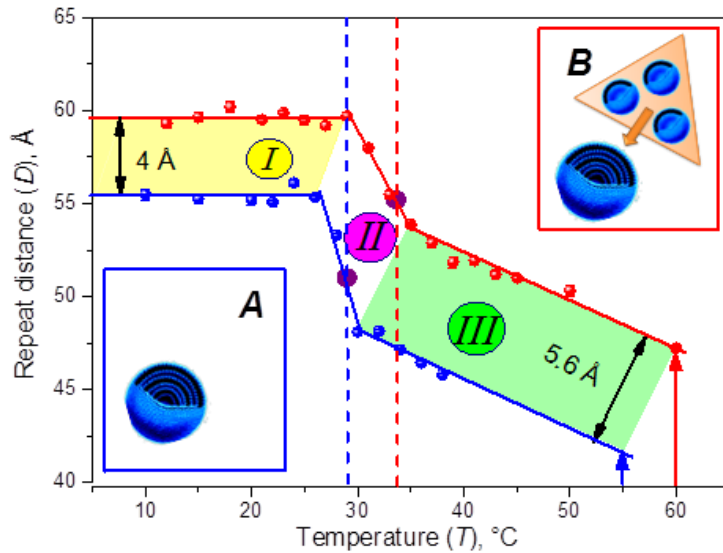 65
60
55
50
45
40
Repeat distance (D), Å
10
20
30
40
50
60
Temperature (T), °C
4 Å
I
II
III
5.6 Å
A
B